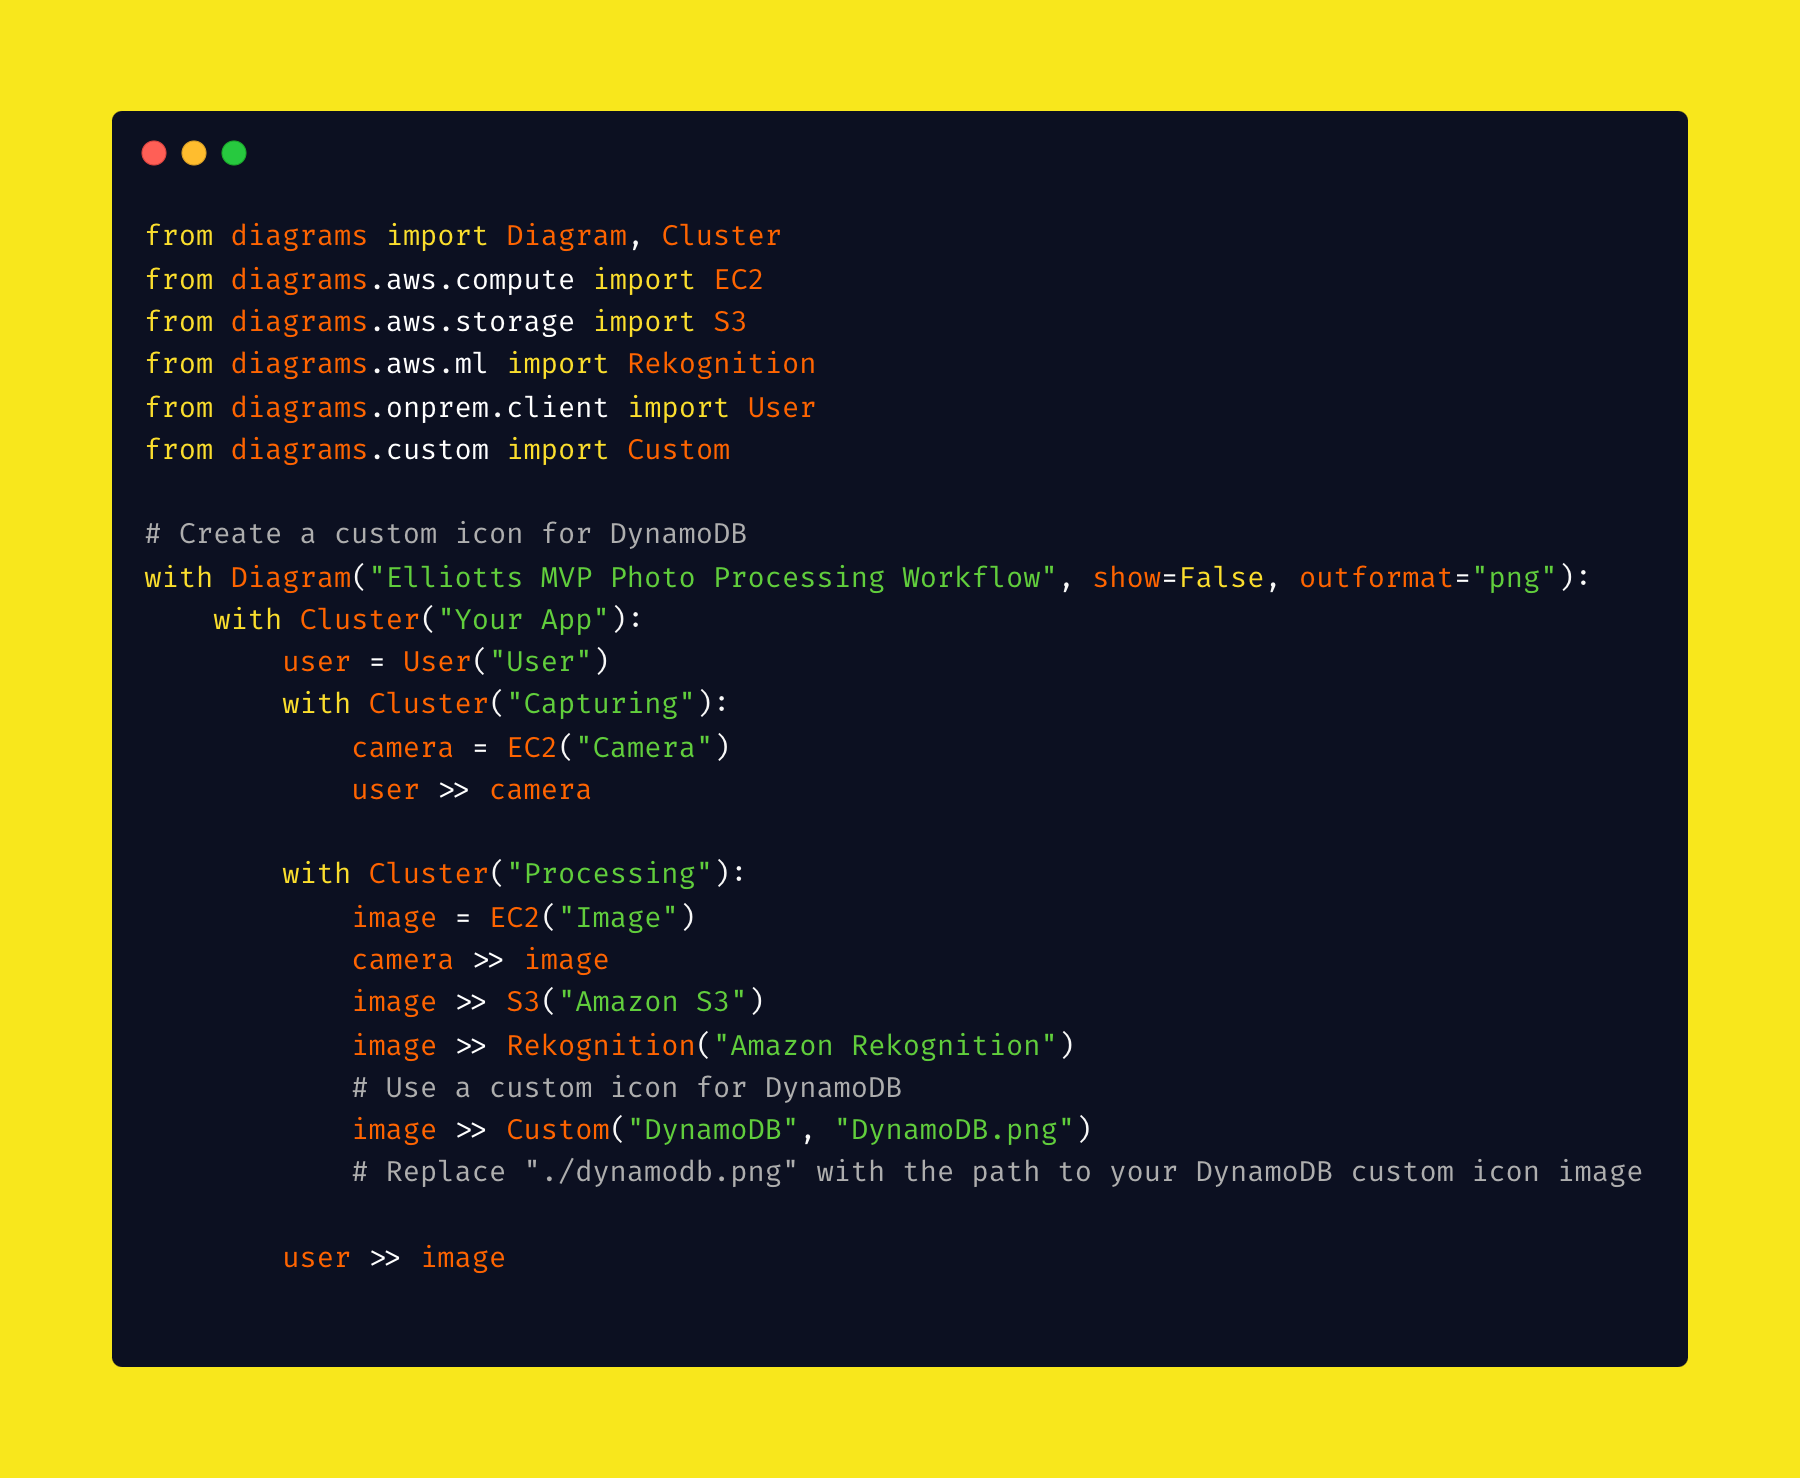 from diagrams import Diagram, Cluster
from diagrams.aws.compute import EC2
from diagrams.aws.storage import S3
from diagrams.aws.ml import Rekognition
from diagrams.onprem.client import User
from diagrams.custom import Custom

# Create a custom icon for DynamoDB
with Diagram("Elliotts MVP Photo Processing Workflow", show=False, outformat="png"):
    with Cluster("Your App"):
        user = User("User")
        with Cluster("Capturing"):
            camera = EC2("Camera")
            user >> camera

        with Cluster("Processing"):
            image = EC2("Image")
            camera >> image
            image >> S3("Amazon S3")
            image >> Rekognition("Amazon Rekognition")
            # Use a custom icon for DynamoDB
            image >> Custom("DynamoDB", "DynamoDB.png")
            # Replace "./dynamodb.png" with the path to your DynamoDB custom icon image

        user >> image